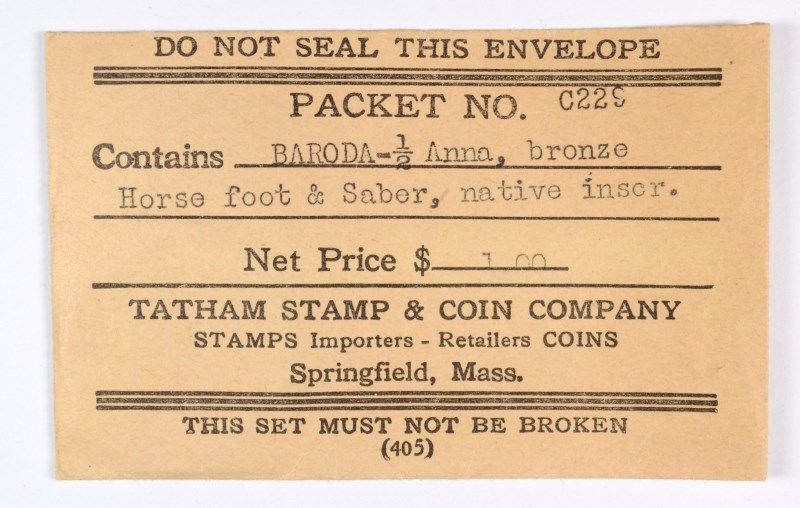 DO NOT SEAL THIS ENVELOPE
PACKET NO. C229
Contains BARODA-½ Anna, bronze
Horse foot & Saber, native inscr.
Net Price $ 1.00
TATHAM STAMP & COIN COMPANY
STAMPS Importers - Retailers COINS
Springfield, Mass.
THIS SET MUST NOT BE BROKEN
(405)